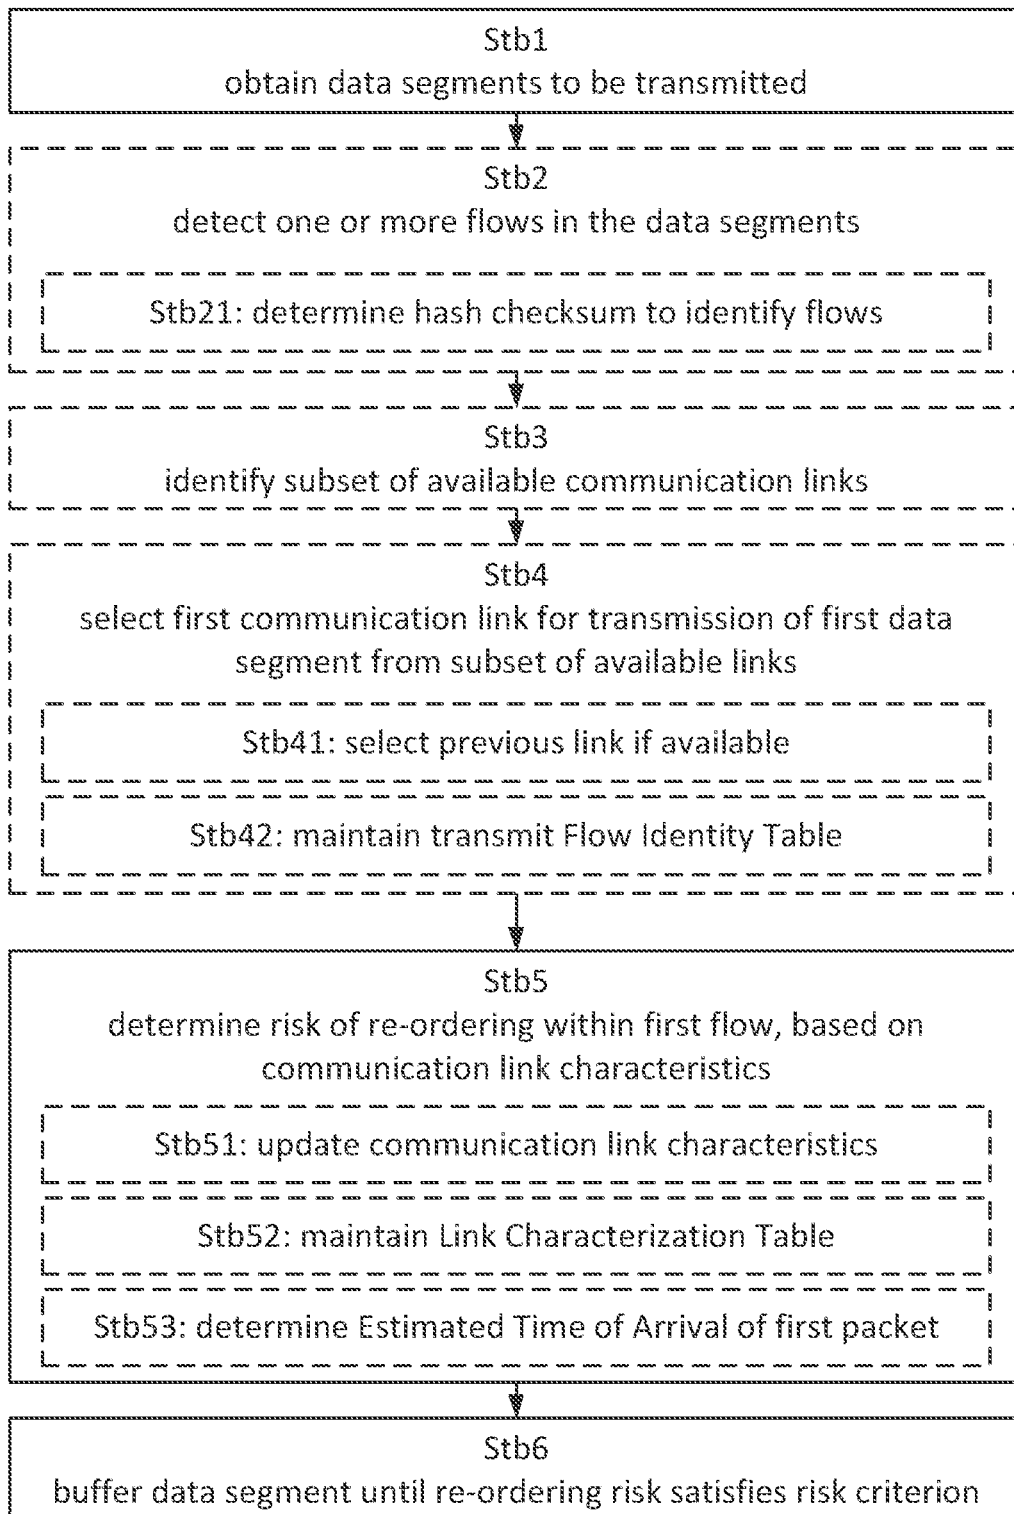 Stb1
obtain data segments to be transmitted
Stb2
detect one or more flows in the data segments
Stb21: determine hash checksum to identify flows
Stb3
identify subset of available communication links
Stb4
select first communication link for transmission of first data
segment from subset of available links
Stb41: select previous link if available
Stb42: maintain transmit Flow Identity Table
Stb5
determine risk of re-ordering within first flow, based on
communication link characteristics
Stb51: update communication link characteristics
Stb52: maintain Link Characterization Table
Stb53: determine Estimated Time of Arrival of first packet
Stb6
buffer data segment until re-ordering risk satisfies risk criterion